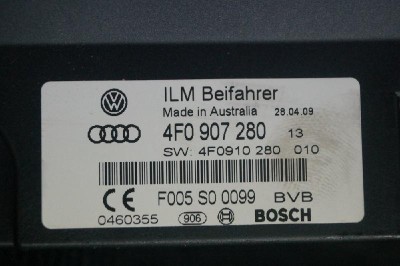 ILM Beifahrer
Made in Australia 28.04.09
4F0 907 280 13
SW: 4F0910 280 010
CE F005 S0 0099 BVB
0460355 906 BOSCH